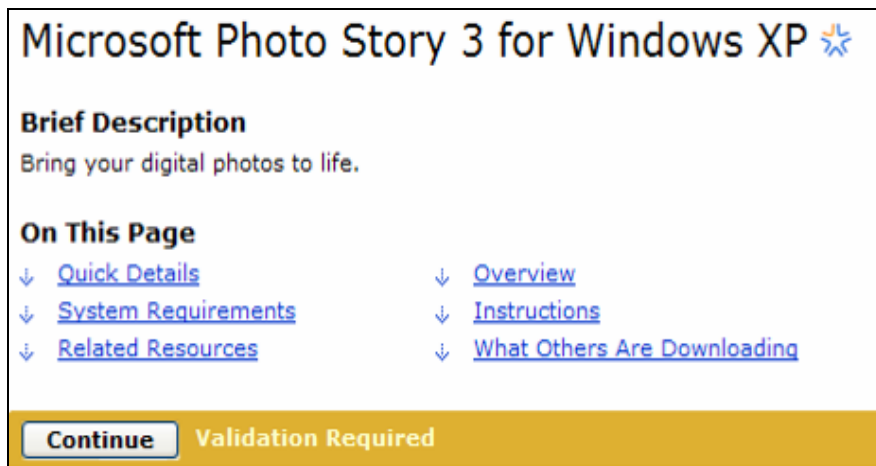 Microsoft Photo Story 3 for Windows XP
Brief Description
Bring your digital photos to life.
On This Page
Quick Details
Overview
System Requirements
Instructions
Related Resources
What Others Are Downloading
Continue Validation Required